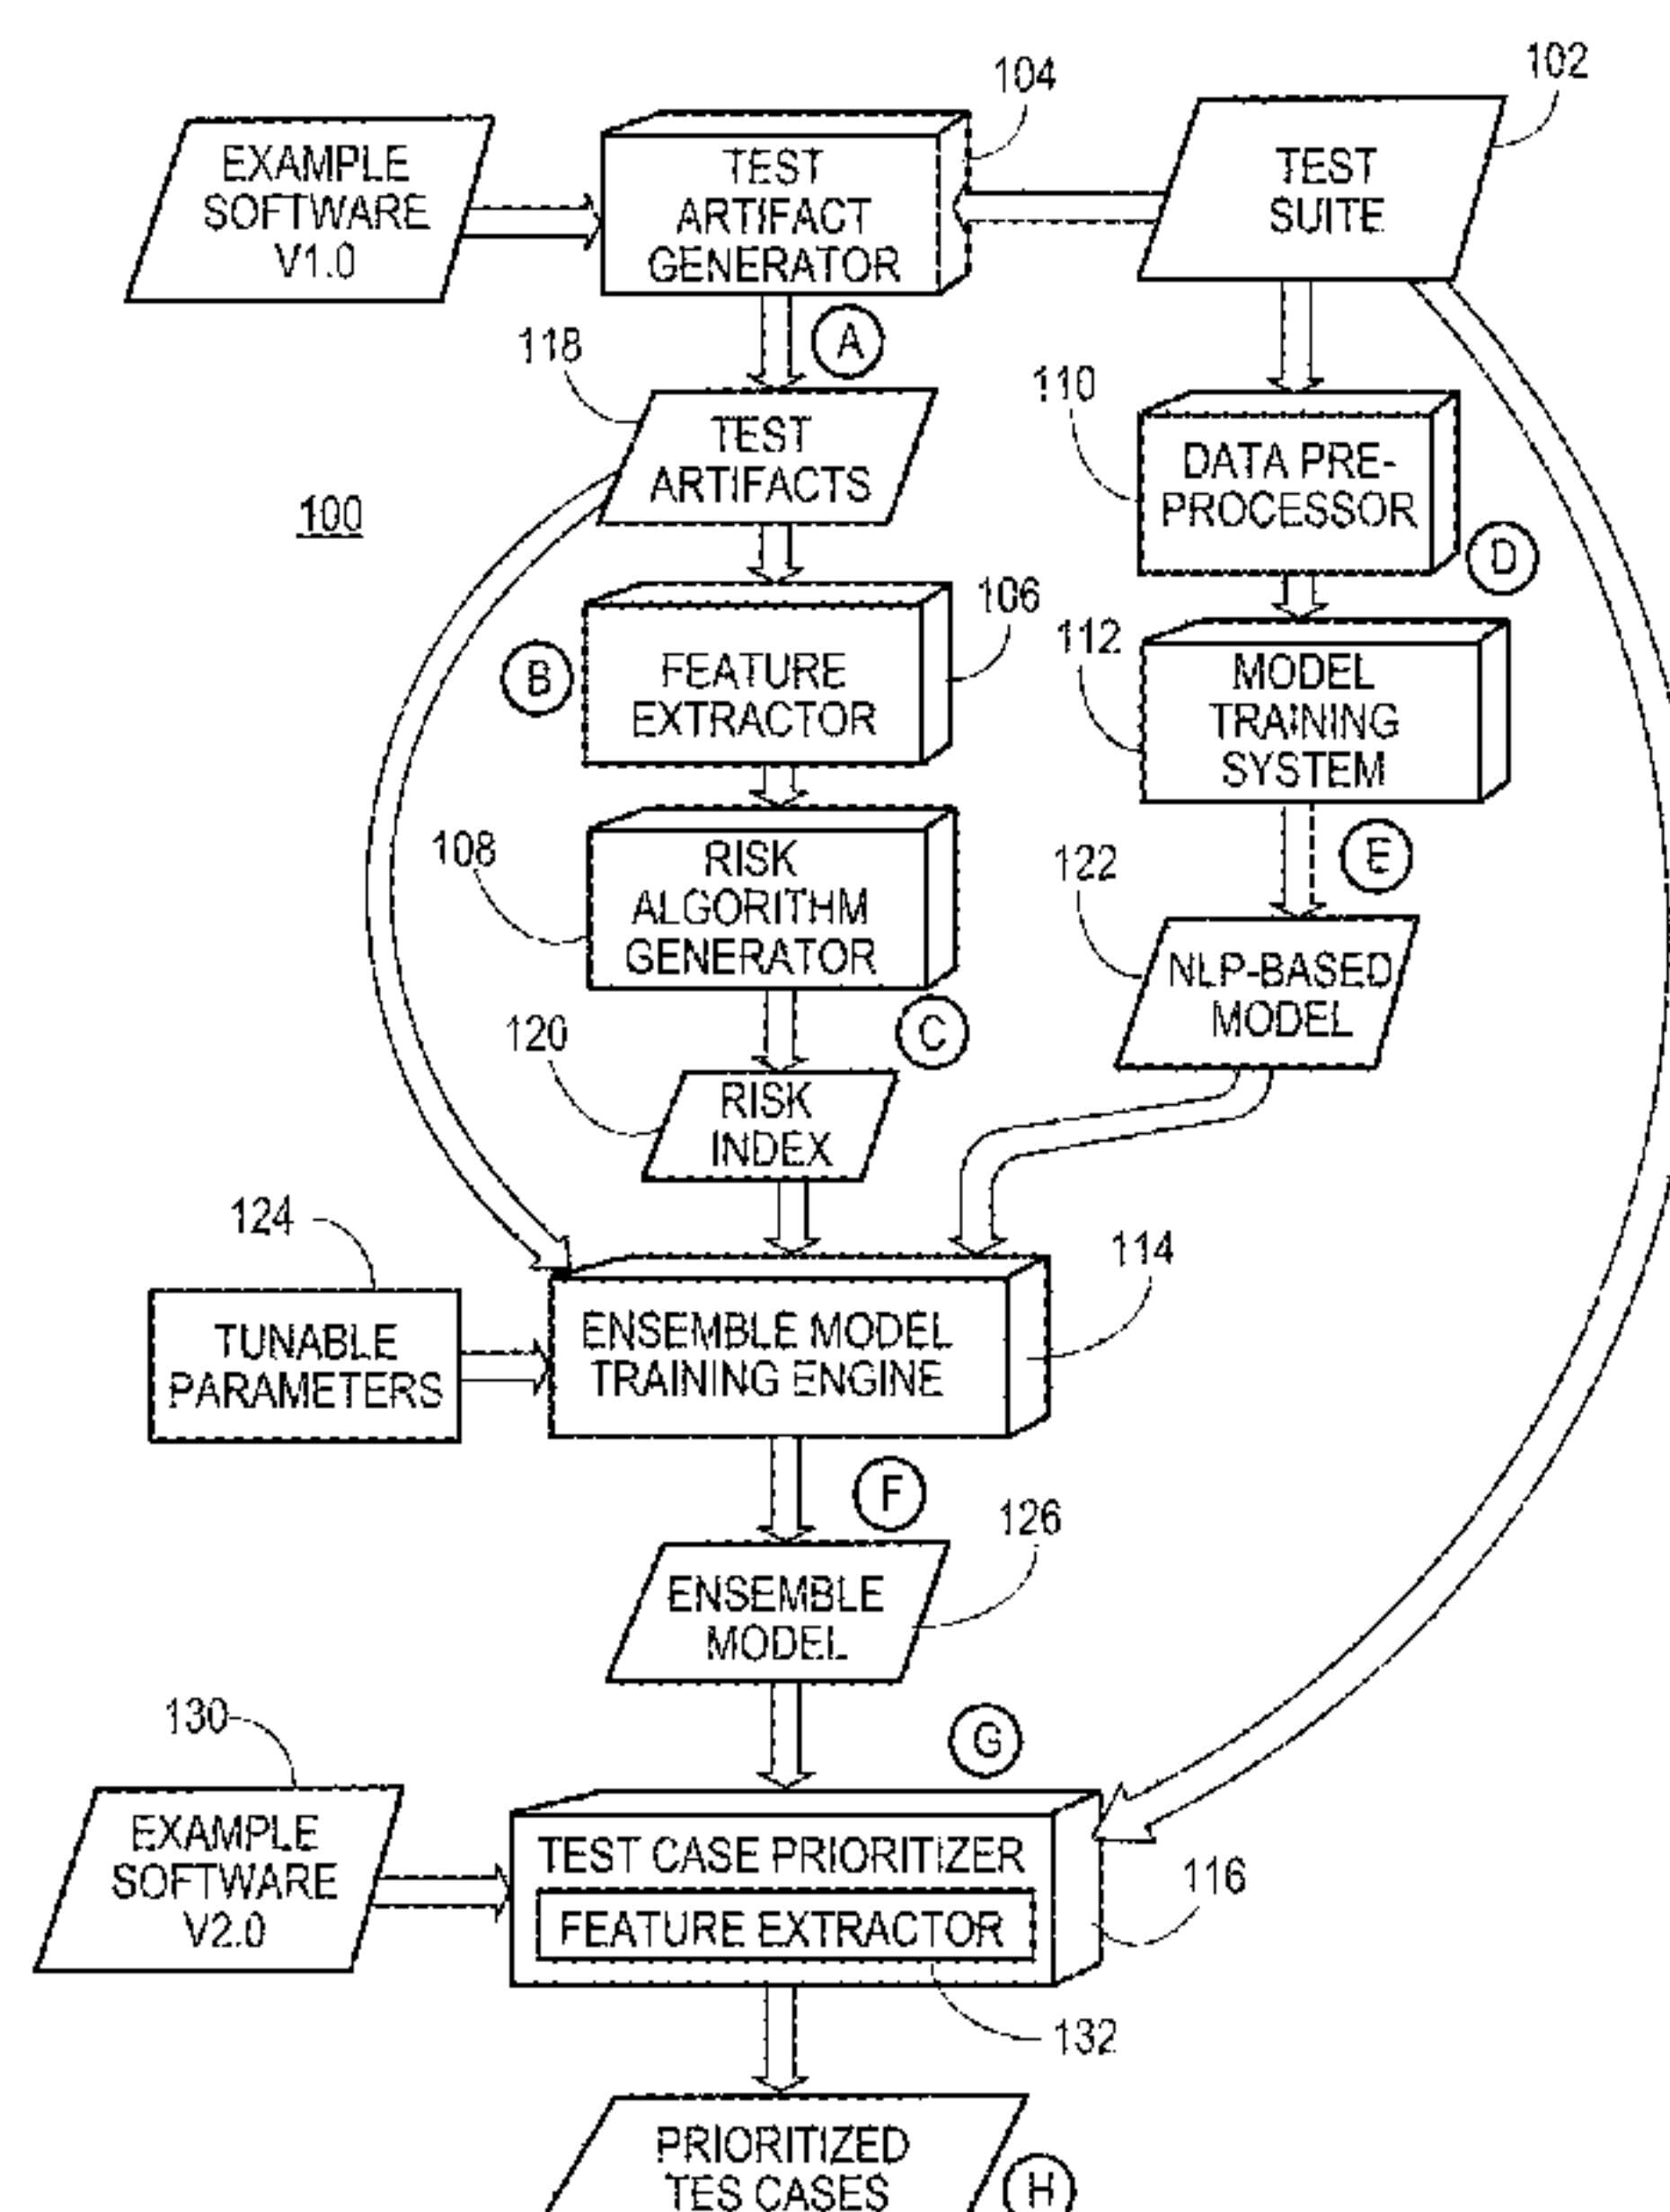 104
102
EXAMPLE
SOFTWARE
V1.0
TEST
ARTIFACT
GENERATOR
TEST
SUITE
118
A
110
TEST
ARTIFACTS
DATA PRE-
PROCESSOR
100
D
106
112
B
FEATURE
EXTRACTOR
MODEL
TRAINING
SYSTEM
108
RISK
ALGORITHM
GENERATOR
122
E
NLP-BASED
MODEL
120
C
RISK
INDEX
124
114
TUNABLE
PARAMETERS
ENSEMBLE MODEL
TRAINING ENGINE
F
126
ENSEMBLE
MODEL
130
G
EXAMPLE
SOFTWARE
V2.0
TEST CASE PRIORITIZER
FEATURE EXTRACTOR
116
132
PRIORITIZED
TES CASES
H